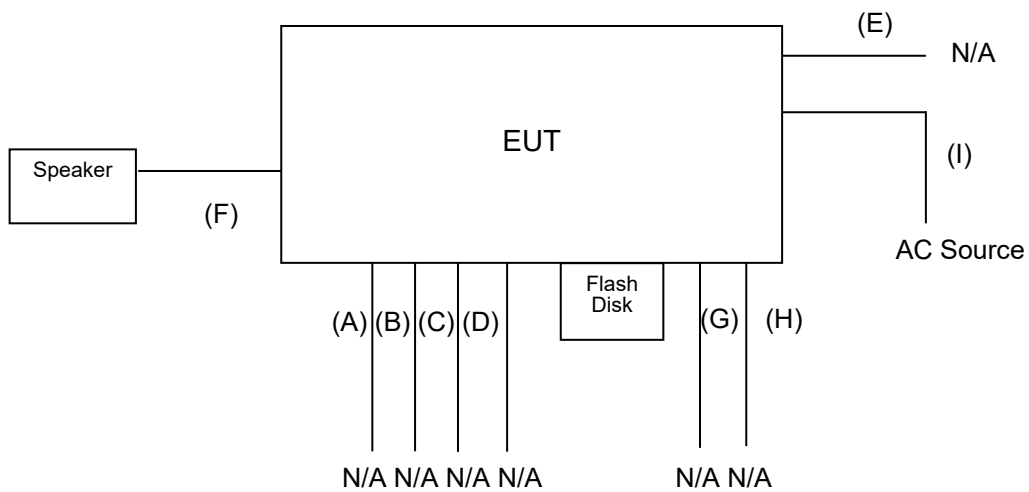 (E)
N/A
EUT
(I)
Speaker
(F)
AC Source
Flash
Disk
(A) (B) (C) (D)
(G) (H)
N/A N/A N/A N/A
N/A N/A